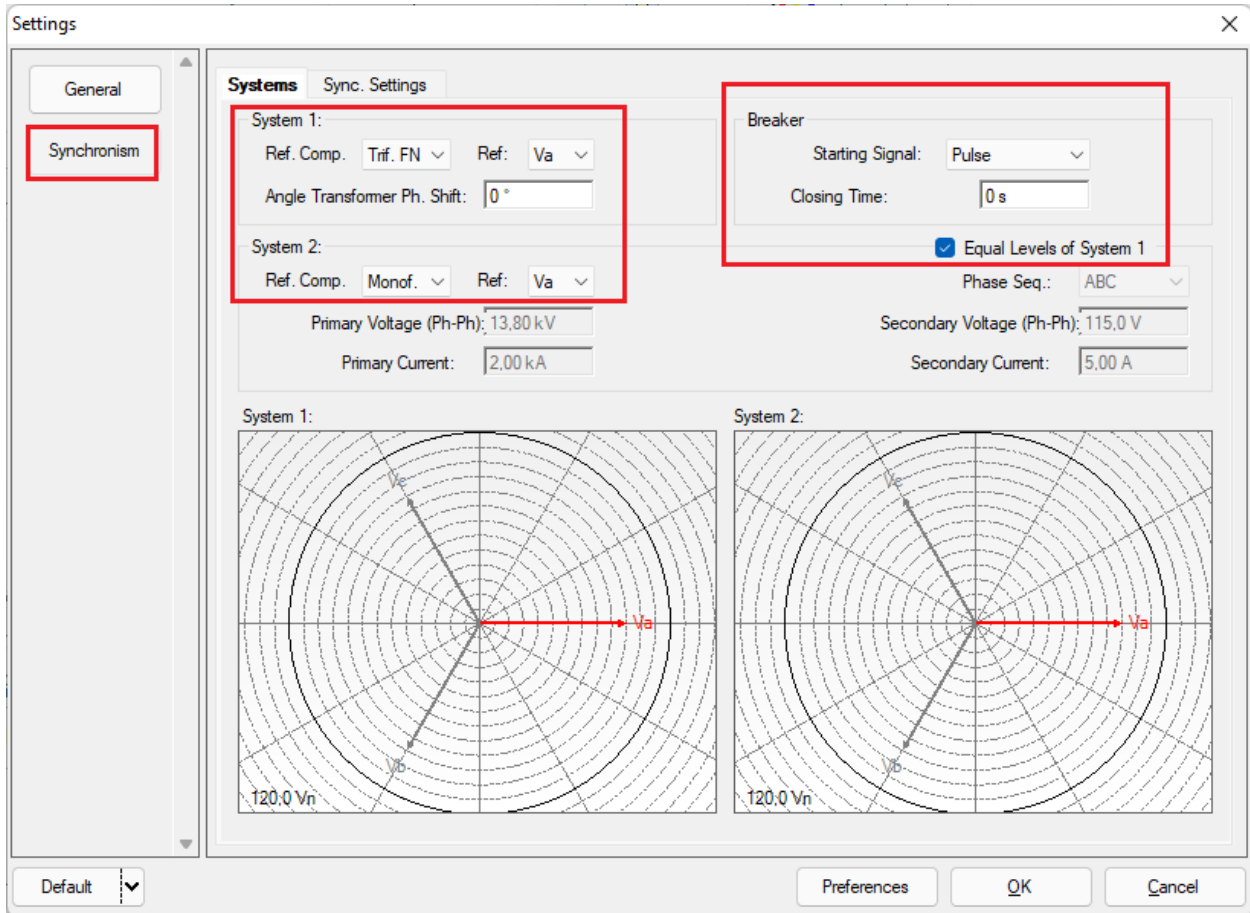 Settings
General
Synchronism
Systems Sync. Settings
System 1:
Ref. Comp. Trif. FN Ref: Va
Angle Transformer Ph. Shift: 0 °
Breaker
Starting Signal: Pulse
Closing Time: 0 s
System 2:
Equal Levels of System 1
Ref. Comp. Monof. Ref: Va
Phase Seq.: ABC
Primary Voltage (Ph-Ph): 13,80 kV
Secondary Voltage (Ph-Ph): 115,0 V
Primary Current: 2,00 kA
Secondary Current: 5,00 A
System 1:
Vc
Va
Vb
120,0 Vn
System 2:
Vc
Va
Vb
120,0 Vn
Default
Preferences
OK
Cancel